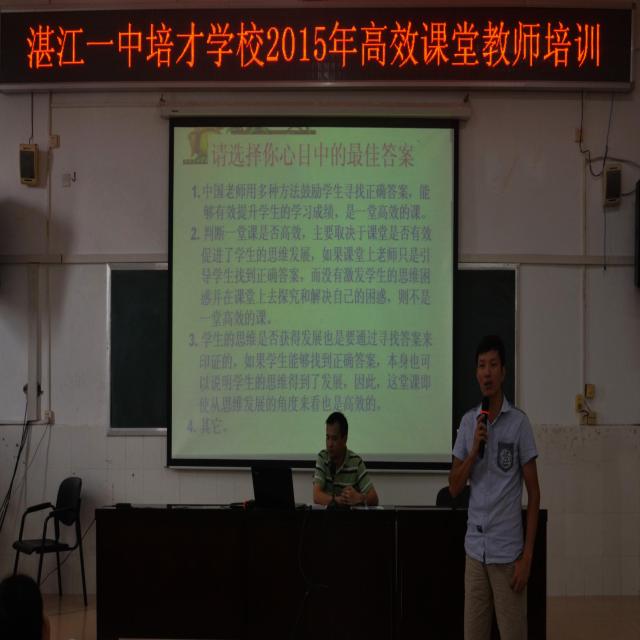 湛江一中培才学校2015年高效课堂教师培训
请选择你心目中的最佳答案
1. 中国老师用多种方法鼓励学生寻找正确答案，能
够有效提升学生的学习成绩，是一堂高效的课。
2. 判断一堂课是否高效，主要取决于课堂是否有效
促进了学生的思维发展，如果课堂上老师只是引
导学生找到正确答案，而没有激发学生的思维困
惑并在课堂上去探究和解决自己的困惑，则不是
一堂高效的课。
3. 学生的思维是否获得发展也是要通过寻找答案来
印证的，如果学生能够找到正确答案，本身也可
以说明学生的思维得到了发展，因此，这堂课即
使从思维发展的角度来看也是高效的。
4. 其它。